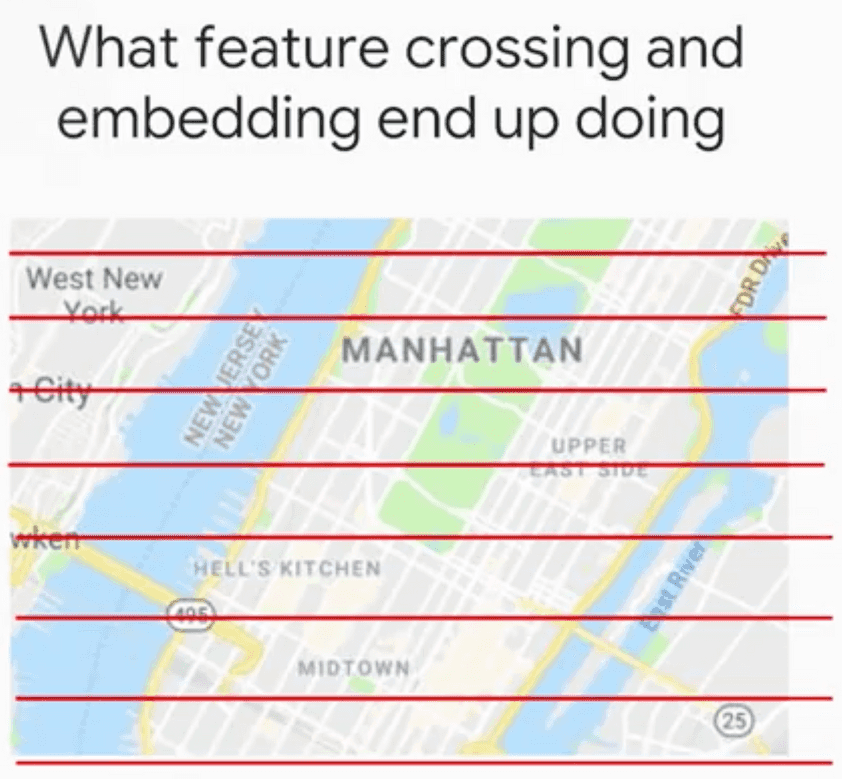 What feature crossing and
embedding end up doing
FDR Drive
West New
York
MANHATTAN
NEW JERSEY
NEW YORK
n City
UPPER
EAST SIDE
wken
HELL'S KITCHEN
East River
495
MIDTOWN
25